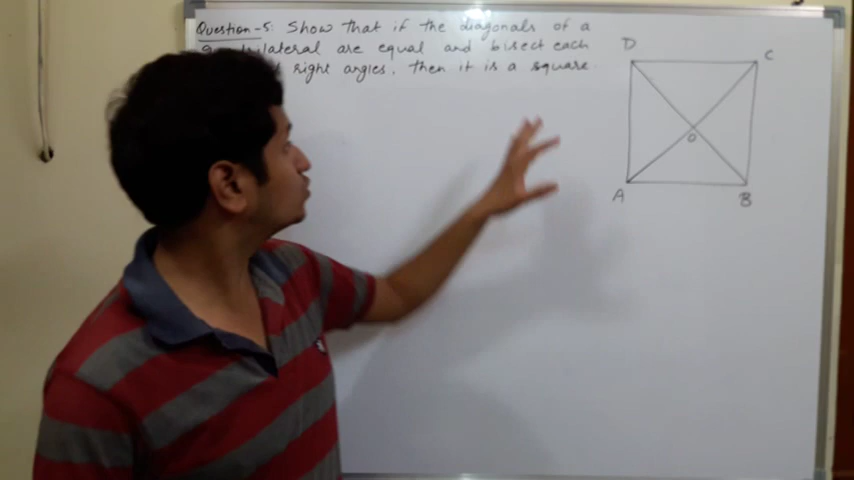 Question-5: Show that if the diagonals of a
are equal and bisect each
right angles, then it is a square.
D
C
O
A
B